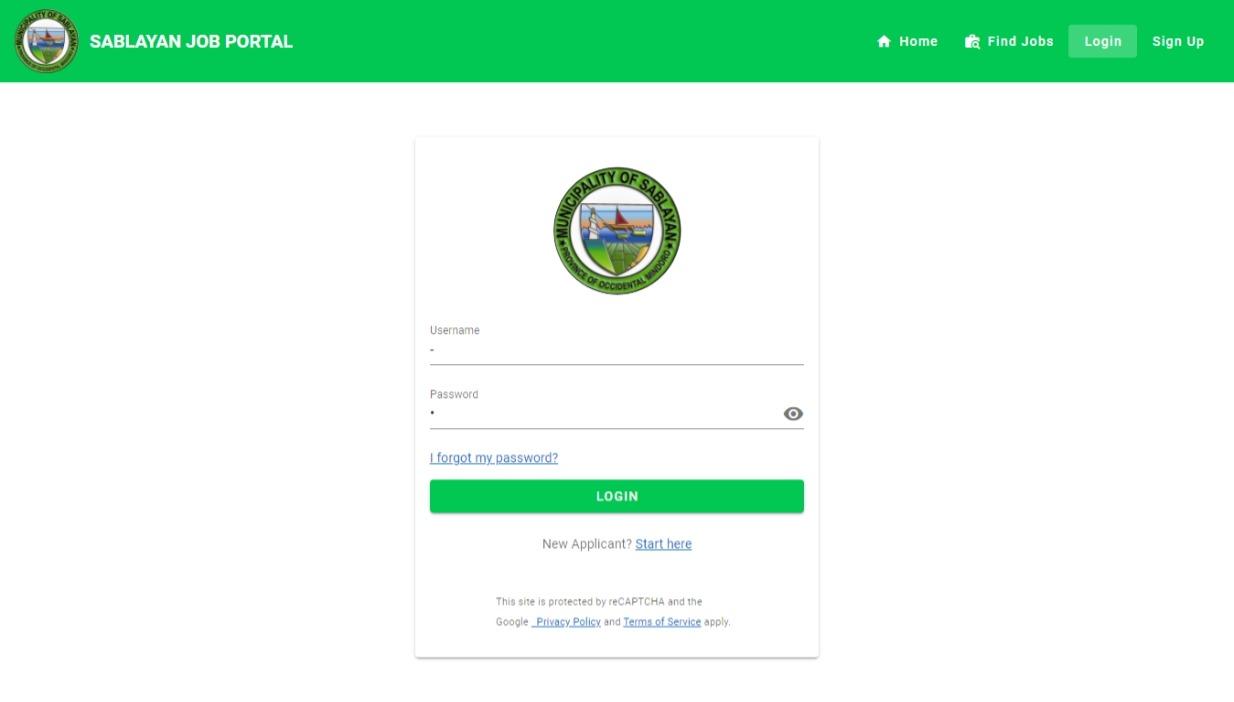 SABLAYAN JOB PORTAL
Home Find Jobs Login Sign Up
MUNICIPALITY OF SABLAYAN
PROVINCE OF OCCIDENTAL MINDORO
Username
-
Password
•
I forgot my password?
LOGIN
New Applicant? Start here
This site is protected by reCAPTCHA and the
Google Privacy Policy and Terms of Service apply.